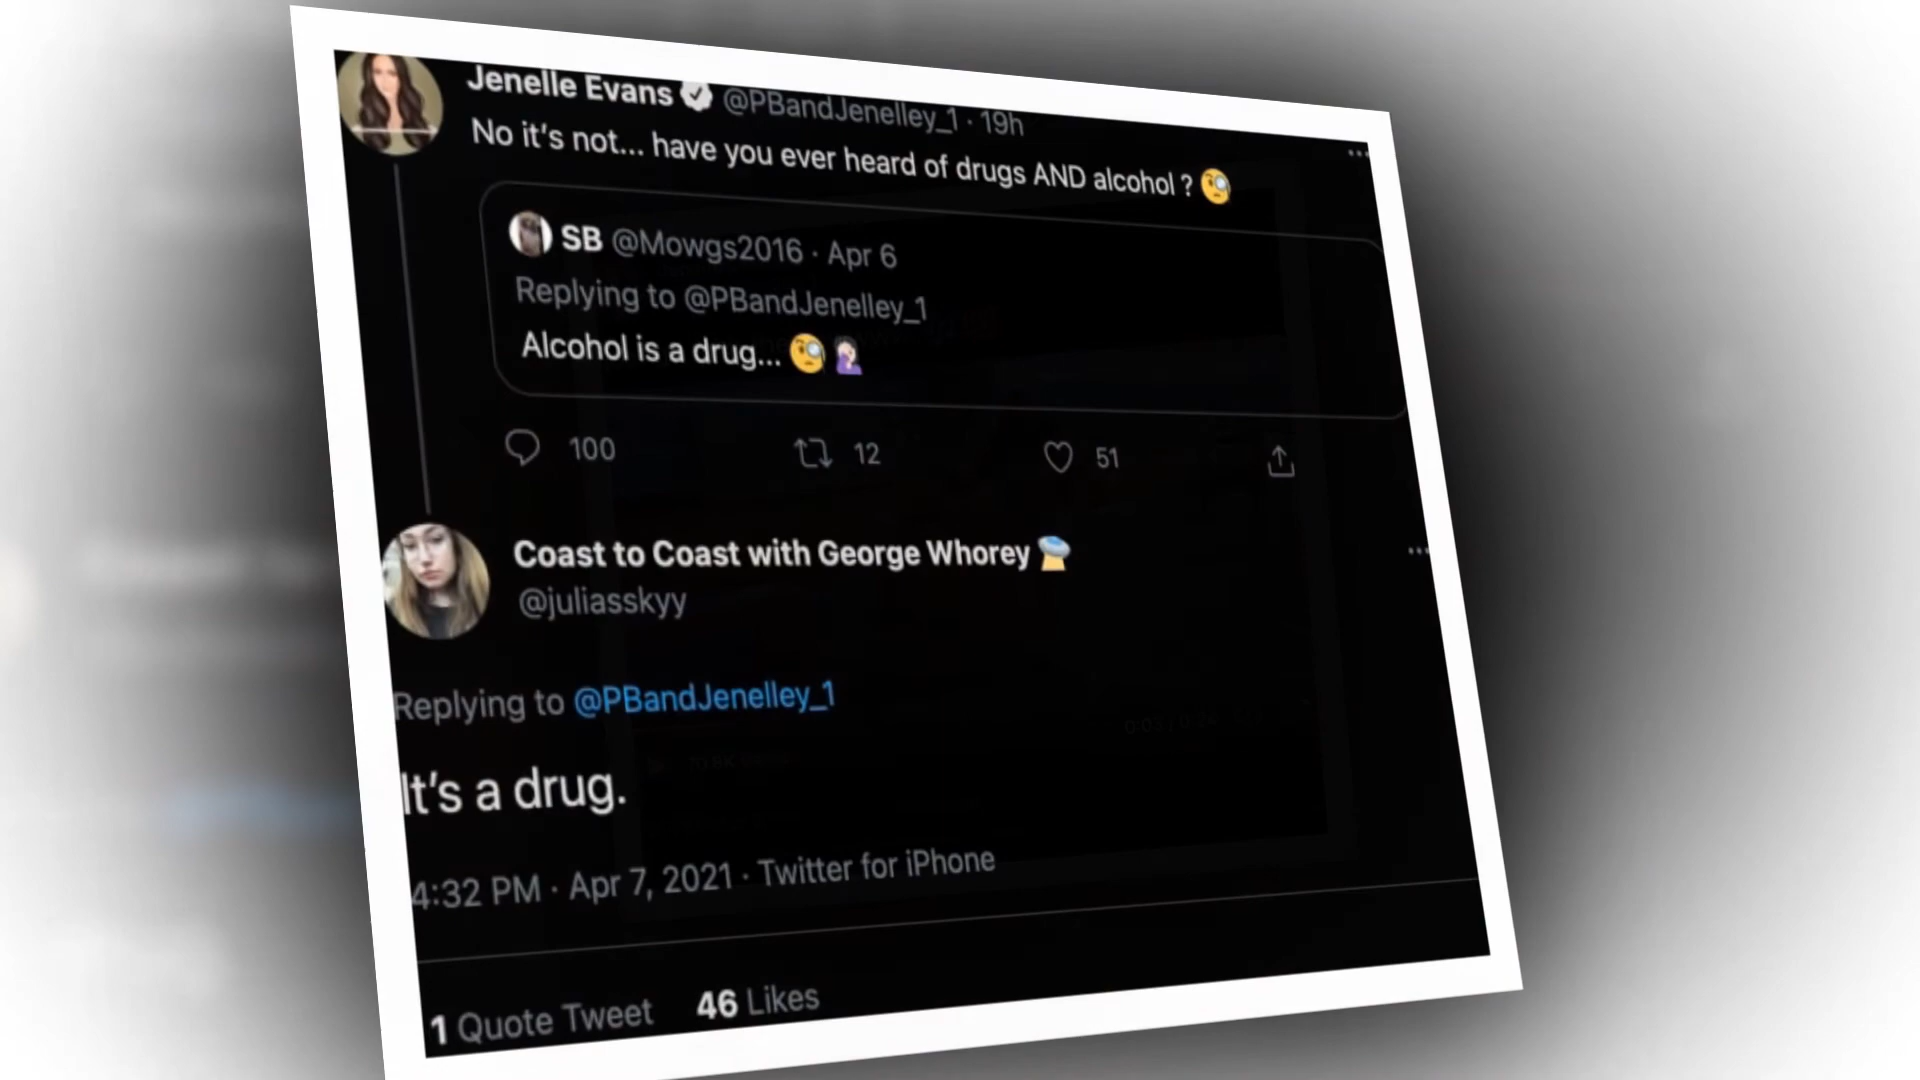 Jenelle Evans @PBandJenelley_1 · 19h
No it's not... have you ever heard of drugs AND alcohol ? 🧐
SB @Mowgs2016 · Apr 6
Replying to @PBandJenelley_1
Alcohol is a drug... 🧐🤦🏻‍♀️
100 12 51
Coast to Coast with George Whorey 🛸
@juliasskyy
Replying to @PBandJenelley_1
It's a drug.
4:32 PM · Apr 7, 2021 · Twitter for iPhone
1 Quote Tweet 46 Likes